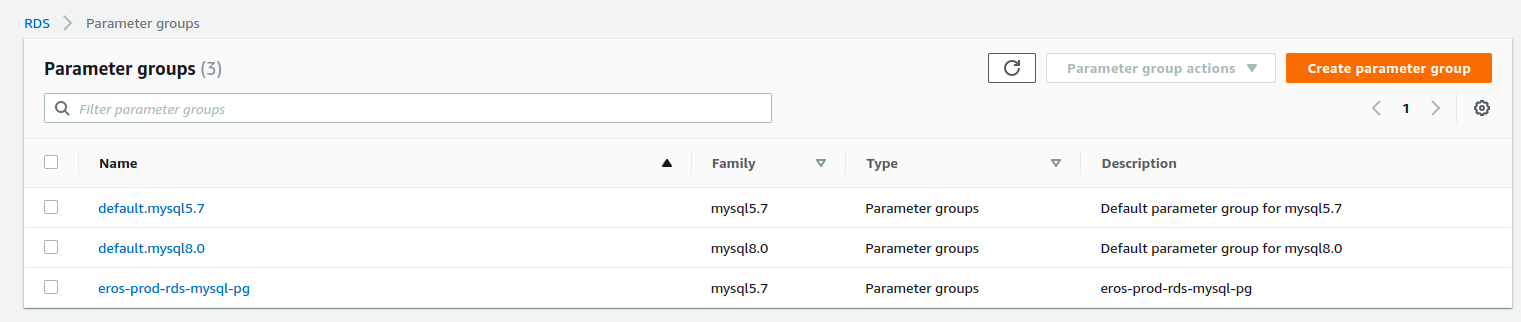 RDS > Parameter groups
Parameter groups (3)
Parameter group actions
Create parameter group
Filter parameter groups
1
Name Family Type Description
default.mysql5.7 mysql5.7 Parameter groups Default parameter group for mysql5.7
default.mysql8.0 mysql8.0 Parameter groups Default parameter group for mysql8.0
eros-prod-rds-mysql-pg mysql5.7 Parameter groups eros-prod-rds-mysql-pg